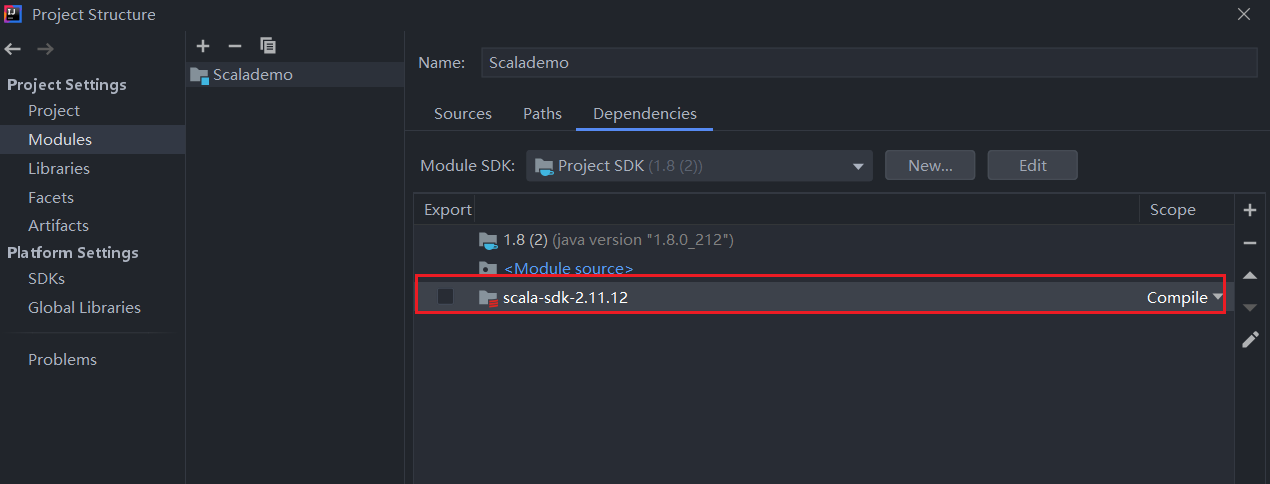 Project Structure
Project Settings
Project
Modules
Libraries
Facets
Artifacts
Platform Settings
SDKs
Global Libraries
Problems
Scalademo
Name: Scalademo
Sources Paths Dependencies
Module SDK: Project SDK (1.8 (2)) New... Edit
Export Scope
1.8 (2) (java version "1.8.0_212")
<Module source>
scala-sdk-2.11.12 Compile